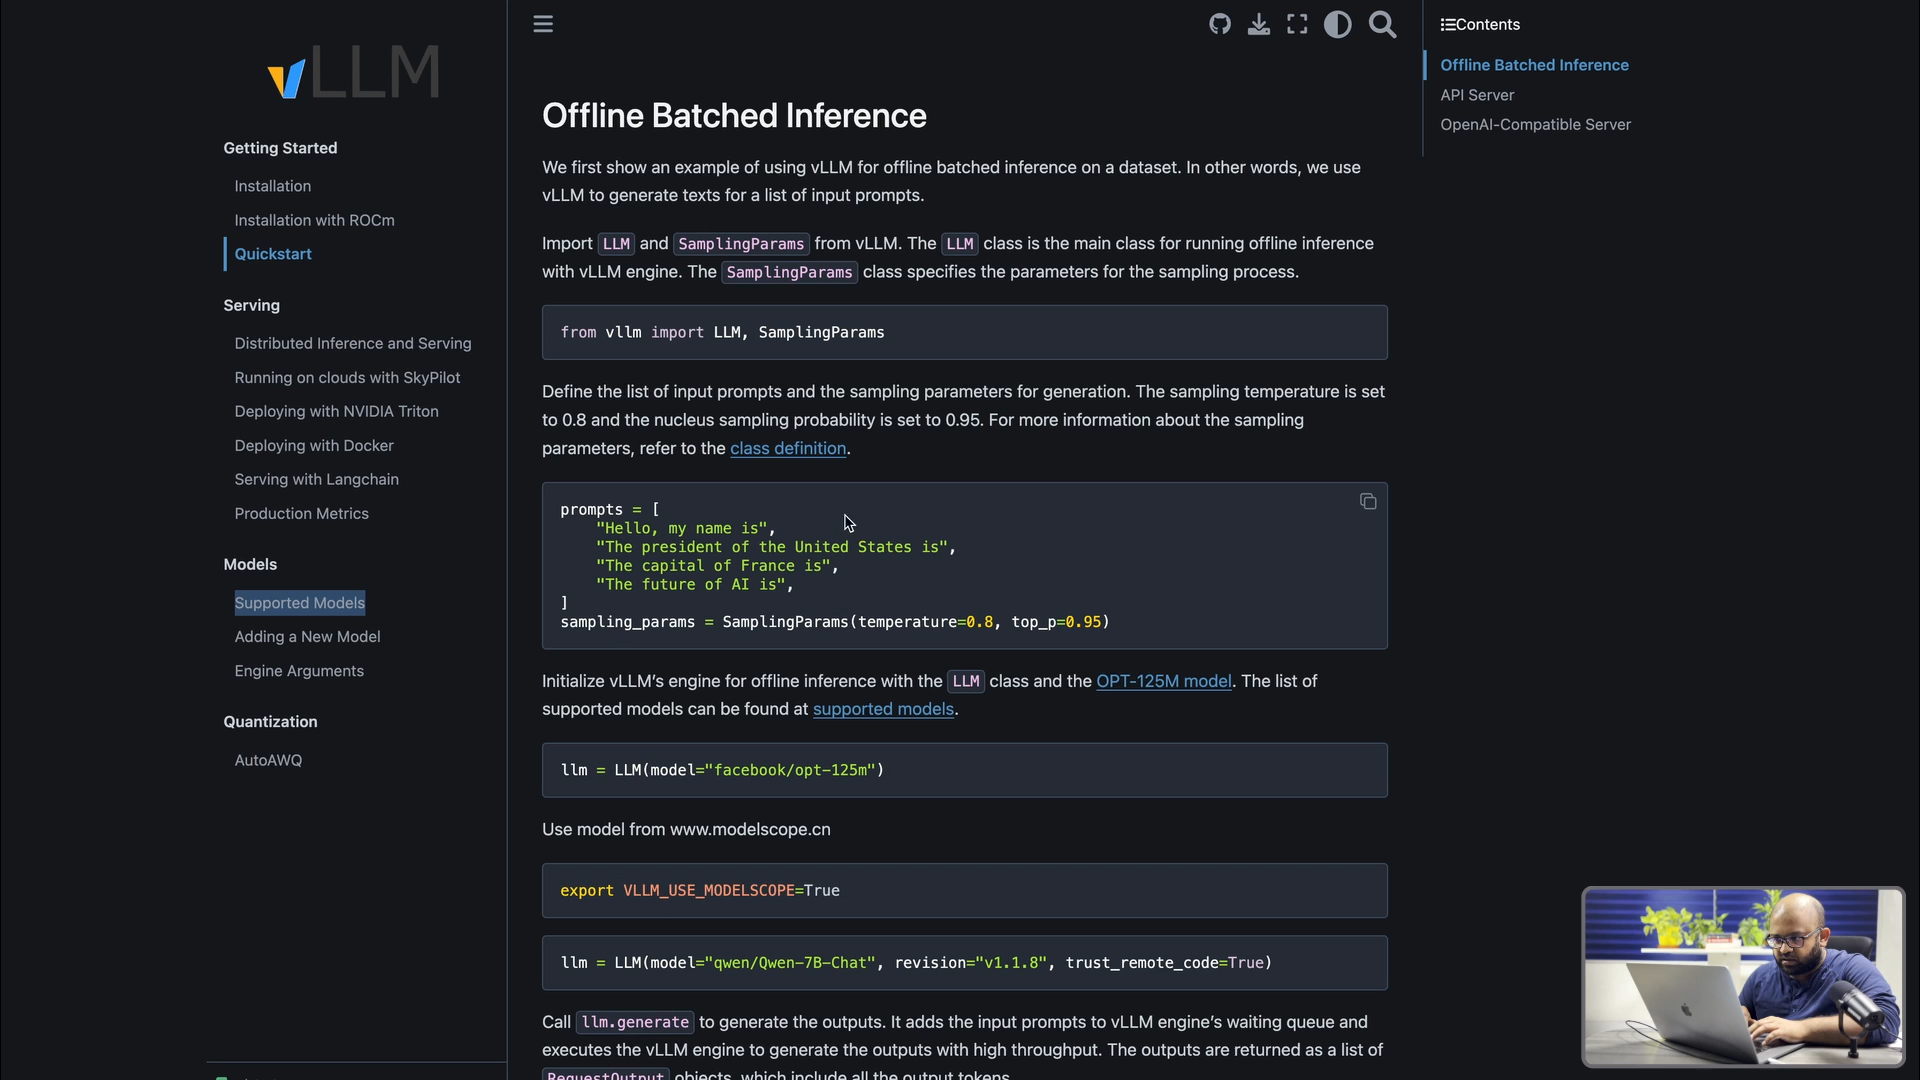 vLLM
Getting Started
Installation
Installation with ROCm
Quickstart
Serving
Distributed Inference and Serving
Running on clouds with SkyPilot
Deploying with NVIDIA Triton
Deploying with Docker
Serving with Langchain
Production Metrics
Models
Supported Models
Adding a New Model
Engine Arguments
Quantization
AutoAWQ
Offline Batched Inference
We first show an example of using vLLM for offline batched inference on a dataset. In other words, we use
vLLM to generate texts for a list of input prompts.
Import LLM and SamplingParams from vLLM. The LLM class is the main class for running offline inference
with vLLM engine. The SamplingParams class specifies the parameters for the sampling process.
from vllm import LLM, SamplingParams
Define the list of input prompts and the sampling parameters for generation. The sampling temperature is set
to 0.8 and the nucleus sampling probability is set to 0.95. For more information about the sampling
parameters, refer to the class definition.
prompts = [
    "Hello, my name is",
    "The president of the United States is",
    "The capital of France is",
    "The future of AI is",
]
sampling_params = SamplingParams(temperature=0.8, top_p=0.95)
Initialize vLLM's engine for offline inference with the LLM class and the OPT-125M model. The list of
supported models can be found at supported models.
llm = LLM(model="facebook/opt-125m")
Use model from www.modelscope.cn
export VLLM_USE_MODELSCOPE=True
llm = LLM(model="qwen/Qwen-7B-Chat", revision="v1.1.8", trust_remote_code=True)
Call llm.generate to generate the outputs. It adds the input prompts to vLLM engine's waiting queue and
executes the vLLM engine to generate the outputs with high throughput. The outputs are returned as a list of
RequestOutput objects, which include all the output tokens.
Contents
Offline Batched Inference
API Server
OpenAI-Compatible Server